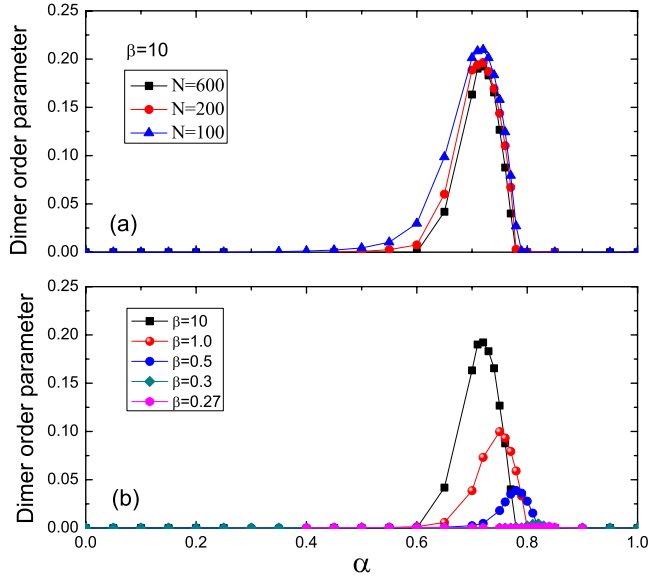 0.25
0.20
0.15
0.10
0.05
0.00
Dimer order parameter
β=10
N=600
N=200
N=100
(a)
0.25
0.20
0.15
0.10
0.05
0.00
Dimer order parameter
β=10
β=1.0
β=0.5
β=0.3
β=0.27
(b)
0.0 0.2 0.4 0.6 0.8 1.0
α